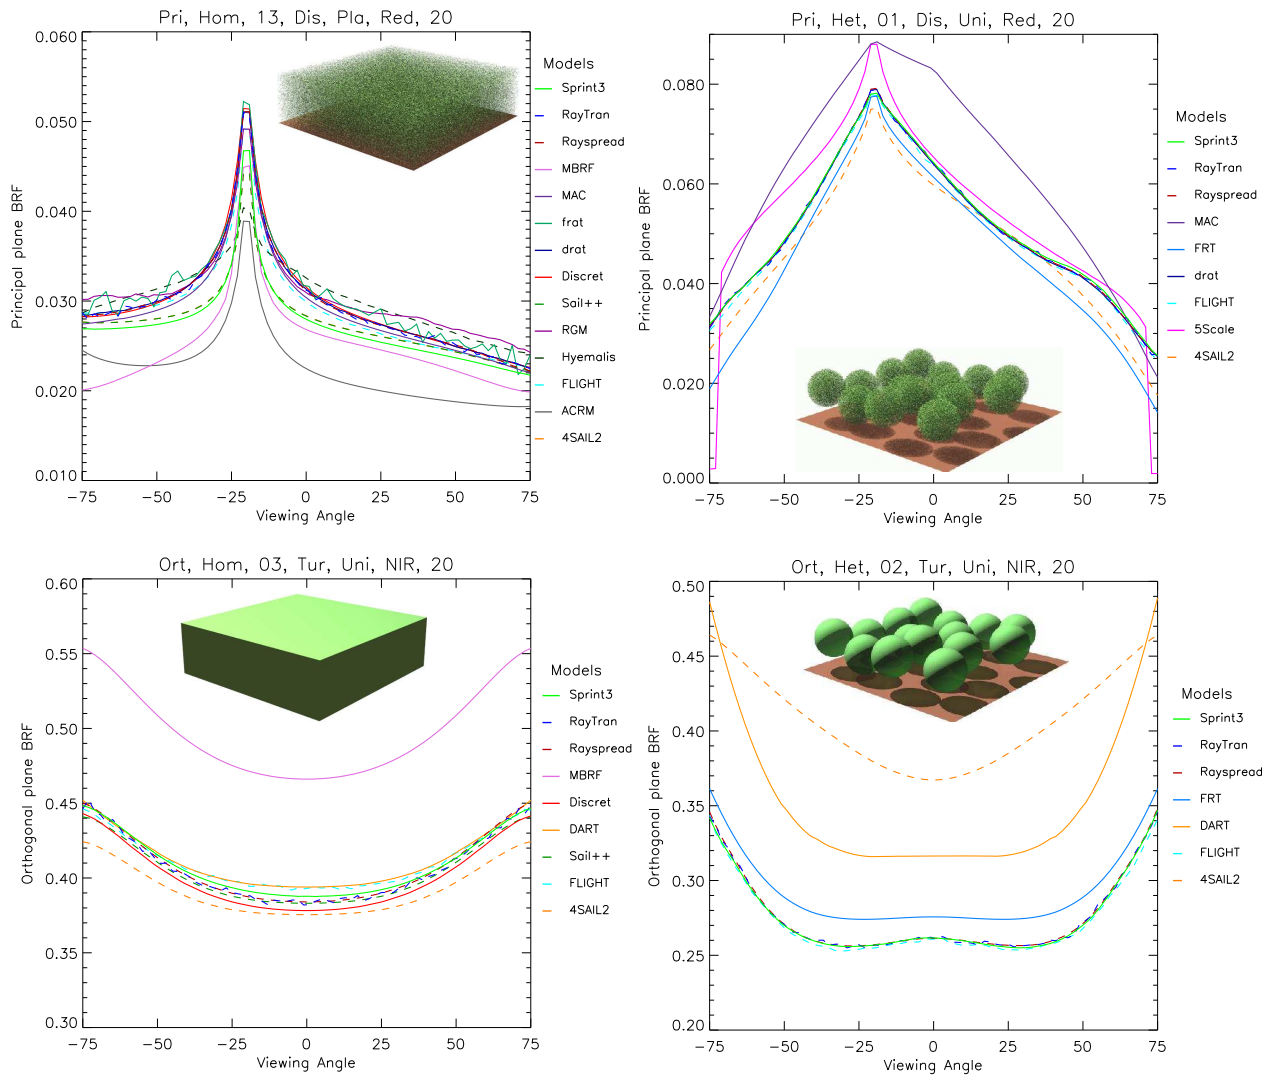 Pri, Hom, 13, Dis, Pla, Red, 20
0.060
0.050
0.040
0.030
0.020
0.010
Principal plane BRF
−75 −50 −25 0 25 50 75
Viewing Angle
Models
Sprint3
RayTran
Rayspread
MBRF
MAC
frat
drat
Discret
Sail++
RGM
Hyemalis
FLIGHT
ACRM
4SAIL2
Pri, Het, 01, Dis, Uni, Red, 20
0.080
0.060
0.040
0.020
0.000
Principal plane BRF
−75 −50 −25 0 25 50 75
Viewing Angle
Models
Sprint3
RayTran
Rayspread
MAC
FRT
drat
FLIGHT
5Scale
4SAIL2
Ort, Hom, 03, Tur, Uni, NIR, 20
0.60
0.55
0.50
0.45
0.40
0.35
0.30
Orthogonal plane BRF
−75 −50 −25 0 25 50 75
Viewing Angle
Models
Sprint3
RayTran
Rayspread
MBRF
Discret
DART
Sail++
FLIGHT
4SAIL2
Ort, Het, 02, Tur, Uni, NIR, 20
0.50
0.45
0.40
0.35
0.30
0.25
0.20
Orthogonal plane BRF
−75 −50 −25 0 25 50 75
Viewing Angle
Models
Sprint3
RayTran
Rayspread
FRT
DART
FLIGHT
4SAIL2